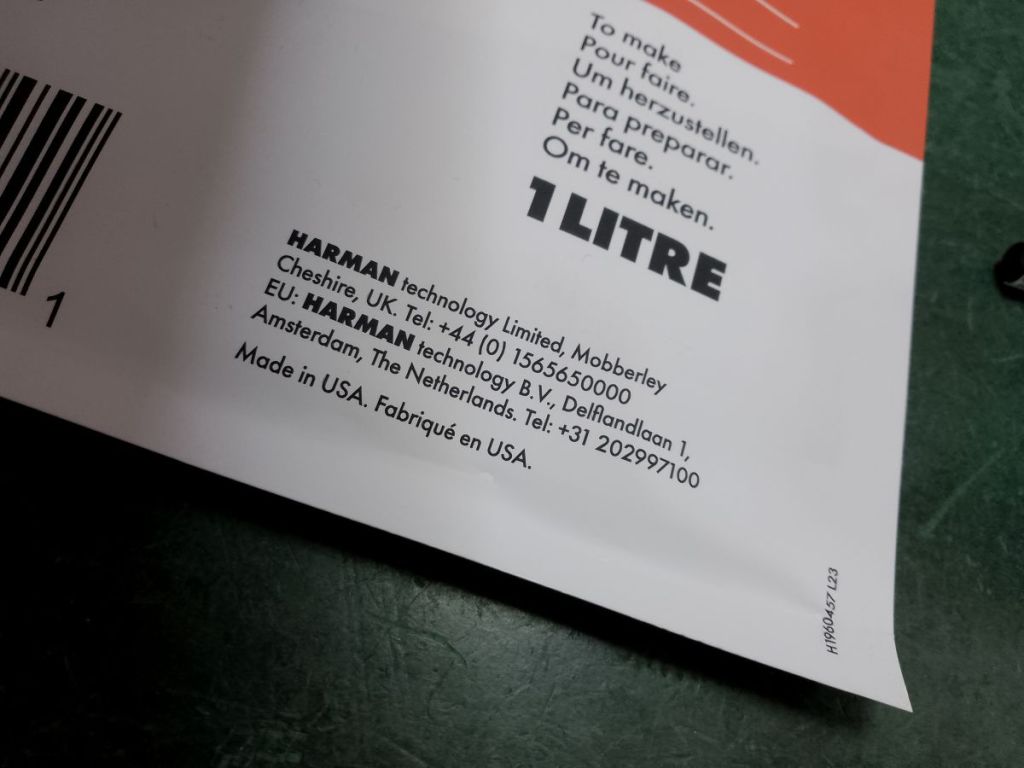 To make
Pour faire.
Um herzustellen.
Para preparar.
Per fare.
Om te maken.
1 LITRE
HARMAN technology Limited, Mobberley
Cheshire, UK. Tel: +44 (0) 1565650000
EU: HARMAN technology B.V., Delflandlaan 1,
Amsterdam, The Netherlands. Tel: +31 202997100
Made in USA. Fabriqué en USA.
1
H1960457 L23